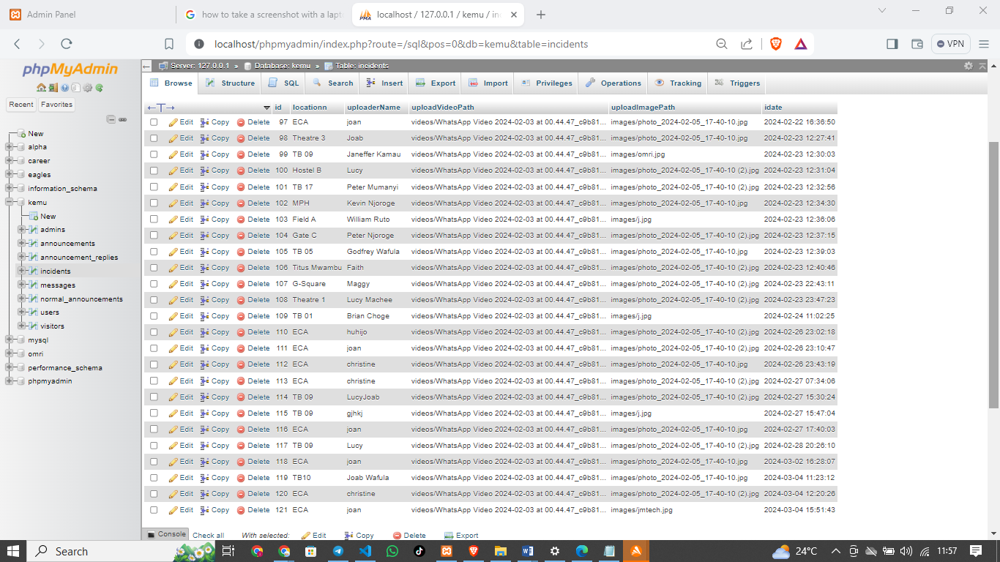 Admin Panel
how to take a screenshot with a lapt
localhost / 127.0.0.1 / kemu / in
localhost/phpmyadmin/index.php?route=/sql&pos=0&db=kemu&table=incidents
VPN
phpMyAdmin
Recent Favorites
New
alpha
career
eagles
information_schema
kemu
New
admins
announcements
announcement_replies
incidents
messages
normal_announcements
users
visitors
mysql
omri
performance_schema
phpmyadmin
Server: 127.0.0.1 » Database: kemu » Table: incidents
Browse Structure SQL Search Insert Export Import Privileges Operations Tracking Triggers
id locationn uploaderName uploadVideoPath uploadImagePath idate
Edit Copy Delete 97 ECA joan videos/WhatsApp Video 2024-02-03 at 00.44.47_c9b81... images/photo_2024-02-05_17-40-10.jpg 2024-02-22 16:36:50
Edit Copy Delete 98 Theatre 3 Joab videos/WhatsApp Video 2024-02-03 at 00.44.47_c9b81... images/photo_2024-02-05_17-40-10.jpg 2024-02-23 12:27:41
Edit Copy Delete 99 TB 09 Janeffer Kamau videos/WhatsApp Video 2024-02-03 at 00.44.47_c9b81... images/omri.jpg 2024-02-23 12:30:03
Edit Copy Delete 100 Hostel B Lucy videos/WhatsApp Video 2024-02-03 at 00.44.47_c9b81... images/photo_2024-02-05_17-40-10 (2).jpg 2024-02-23 12:31:04
Edit Copy Delete 101 TB 17 Peter Mumanyi videos/WhatsApp Video 2024-02-03 at 00.44.47_c9b81... images/photo_2024-02-05_17-40-10 (2).jpg 2024-02-23 12:32:56
Edit Copy Delete 102 MPH Kevin Njoroge videos/WhatsApp Video 2024-02-03 at 00.44.47_c9b81... images/photo_2024-02-05_17-40-10.jpg 2024-02-23 12:34:30
Edit Copy Delete 103 Field A William Ruto videos/WhatsApp Video 2024-02-03 at 00.44.47_c9b81... images/j.jpg 2024-02-23 12:36:06
Edit Copy Delete 104 Gate C Peter Njoroge videos/WhatsApp Video 2024-02-03 at 00.44.47_c9b81... images/photo_2024-02-05_17-40-10 (2).jpg 2024-02-23 12:37:15
Edit Copy Delete 105 TB 05 Godfrey Wafula videos/WhatsApp Video 2024-02-03 at 00.44.47_c9b81... images/photo_2024-02-05_17-40-10.jpg 2024-02-23 12:39:03
Edit Copy Delete 106 Titus Mwambu Faith videos/WhatsApp Video 2024-02-03 at 00.44.47_c9b81... images/photo_2024-02-05_17-40-10 (2).jpg 2024-02-23 12:40:46
Edit Copy Delete 107 G-Square Maggy videos/WhatsApp Video 2024-02-03 at 00.44.47_c9b81... images/photo_2024-02-05_17-40-10 (2).jpg 2024-02-23 22:43:11
Edit Copy Delete 108 Theatre 1 Lucy Machee videos/WhatsApp Video 2024-02-03 at 00.44.47_c9b81... images/photo_2024-02-05_17-40-10 (2).jpg 2024-02-23 23:47:23
Edit Copy Delete 109 TB 01 Brian Choge videos/WhatsApp Video 2024-02-03 at 00.44.47_c9b81... images/j.jpg 2024-02-24 11:02:25
Edit Copy Delete 110 ECA huhijo videos/WhatsApp Video 2024-02-03 at 00.44.47_c9b81... images/photo_2024-02-05_17-40-10 (2).jpg 2024-02-26 23:02:18
Edit Copy Delete 111 ECA joan videos/WhatsApp Video 2024-02-03 at 00.44.47_c9b81... images/photo_2024-02-05_17-40-10 (2).jpg 2024-02-26 23:10:47
Edit Copy Delete 112 ECA christine videos/WhatsApp Video 2024-02-03 at 00.44.47_c9b81... images/photo_2024-02-05_17-40-10.jpg 2024-02-26 23:43:19
Edit Copy Delete 113 ECA christine videos/WhatsApp Video 2024-02-03 at 00.44.47_c9b81... images/photo_2024-02-05_17-40-10 (2).jpg 2024-02-27 07:34:06
Edit Copy Delete 114 TB 09 LucyJoab videos/WhatsApp Video 2024-02-03 at 00.44.47_c9b81... images/photo_2024-02-05_17-40-10 (2).jpg 2024-02-27 15:30:24
Edit Copy Delete 115 TB 09 gjhkj videos/WhatsApp Video 2024-02-03 at 00.44.47_c9b81... images/j.jpg 2024-02-27 15:47:04
Edit Copy Delete 116 ECA joan videos/WhatsApp Video 2024-02-03 at 00.44.47_c9b81... images/photo_2024-02-05_17-40-10.jpg 2024-02-27 17:40:03
Edit Copy Delete 117 TB 09 Lucy videos/WhatsApp Video 2024-02-03 at 00.44.47_c9b81... images/photo_2024-02-05_17-40-10 (2).jpg 2024-02-28 20:26:10
Edit Copy Delete 118 ECA joan videos/WhatsApp Video 2024-02-03 at 00.44.47_c9b81... images/photo_2024-02-05_17-40-10.jpg 2024-03-02 16:28:07
Edit Copy Delete 119 TB10 Joab Wafula videos/WhatsApp Video 2024-02-03 at 00.44.47_c9b81... images/photo_2024-02-05_17-40-10.jpg 2024-03-04 11:23:12
Edit Copy Delete 120 ECA christine videos/WhatsApp Video 2024-02-03 at 00.44.47_c9b81... images/photo_2024-02-05_17-40-10 (2).jpg 2024-03-04 12:20:26
Edit Copy Delete 121 ECA joan videos/WhatsApp Video 2024-02-03 at 00.44.47_c9b81... images/jmtech.jpg 2024-03-04 15:51:43
Console Check all With selected: Edit Copy Delete Export
Search 24°C 11:57